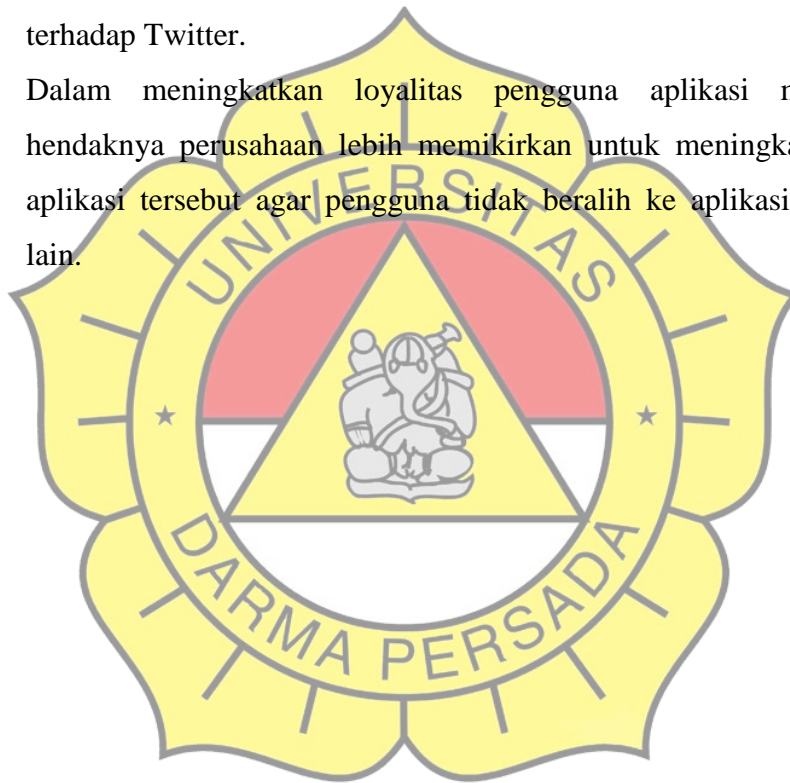 terhadap Twitter.
Dalam meningkatkan loyalitas pengguna aplikasi
hendaknya perusahaan lebih memikirkan untuk
aplikasi tersebut agar pengguna tidak beralih ke aplikasi
lain.
UNIVERSITAS
DARMA PERSADA